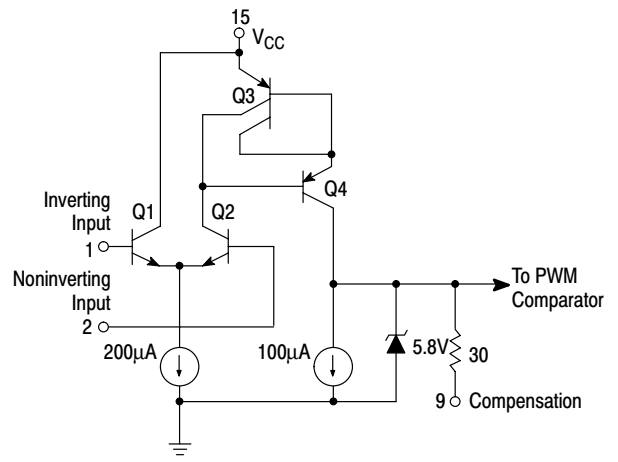 15
V_CC
Q3
Q4
Inverting
Input
Q1
Q2
1
Noninverting
Input
2
To PWM
Comparator
200μA
100μA
5.8V
30
9
Compensation